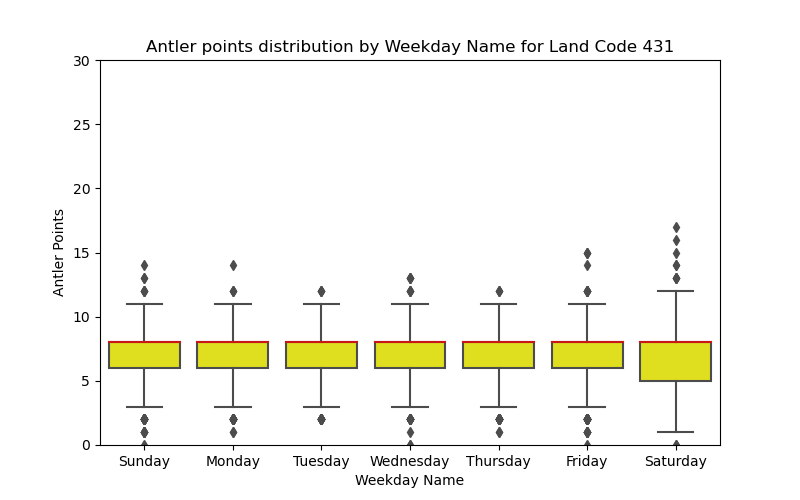 Antler points distribution by Weekday Name for Land Code 431
30
25
20
15
10
5
0
Antler Points
Sunday Monday Tuesday Wednesday Thursday Friday Saturday
Weekday Name